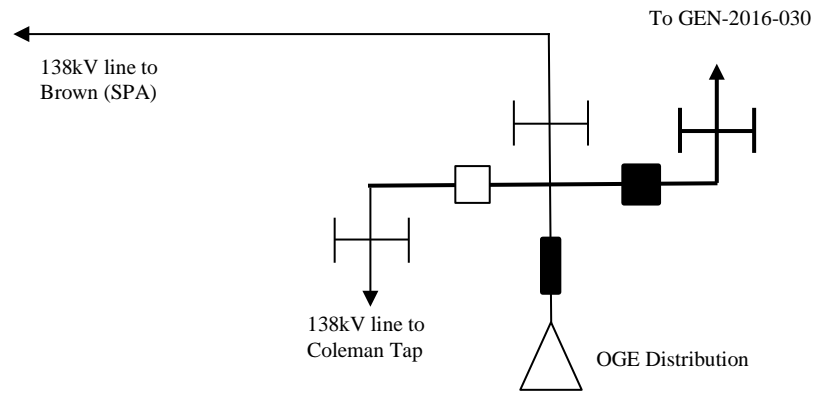 To GEN-2016-030
138kV line to
Brown (SPA)
138kV line to
Coleman Tap
OGE Distribution